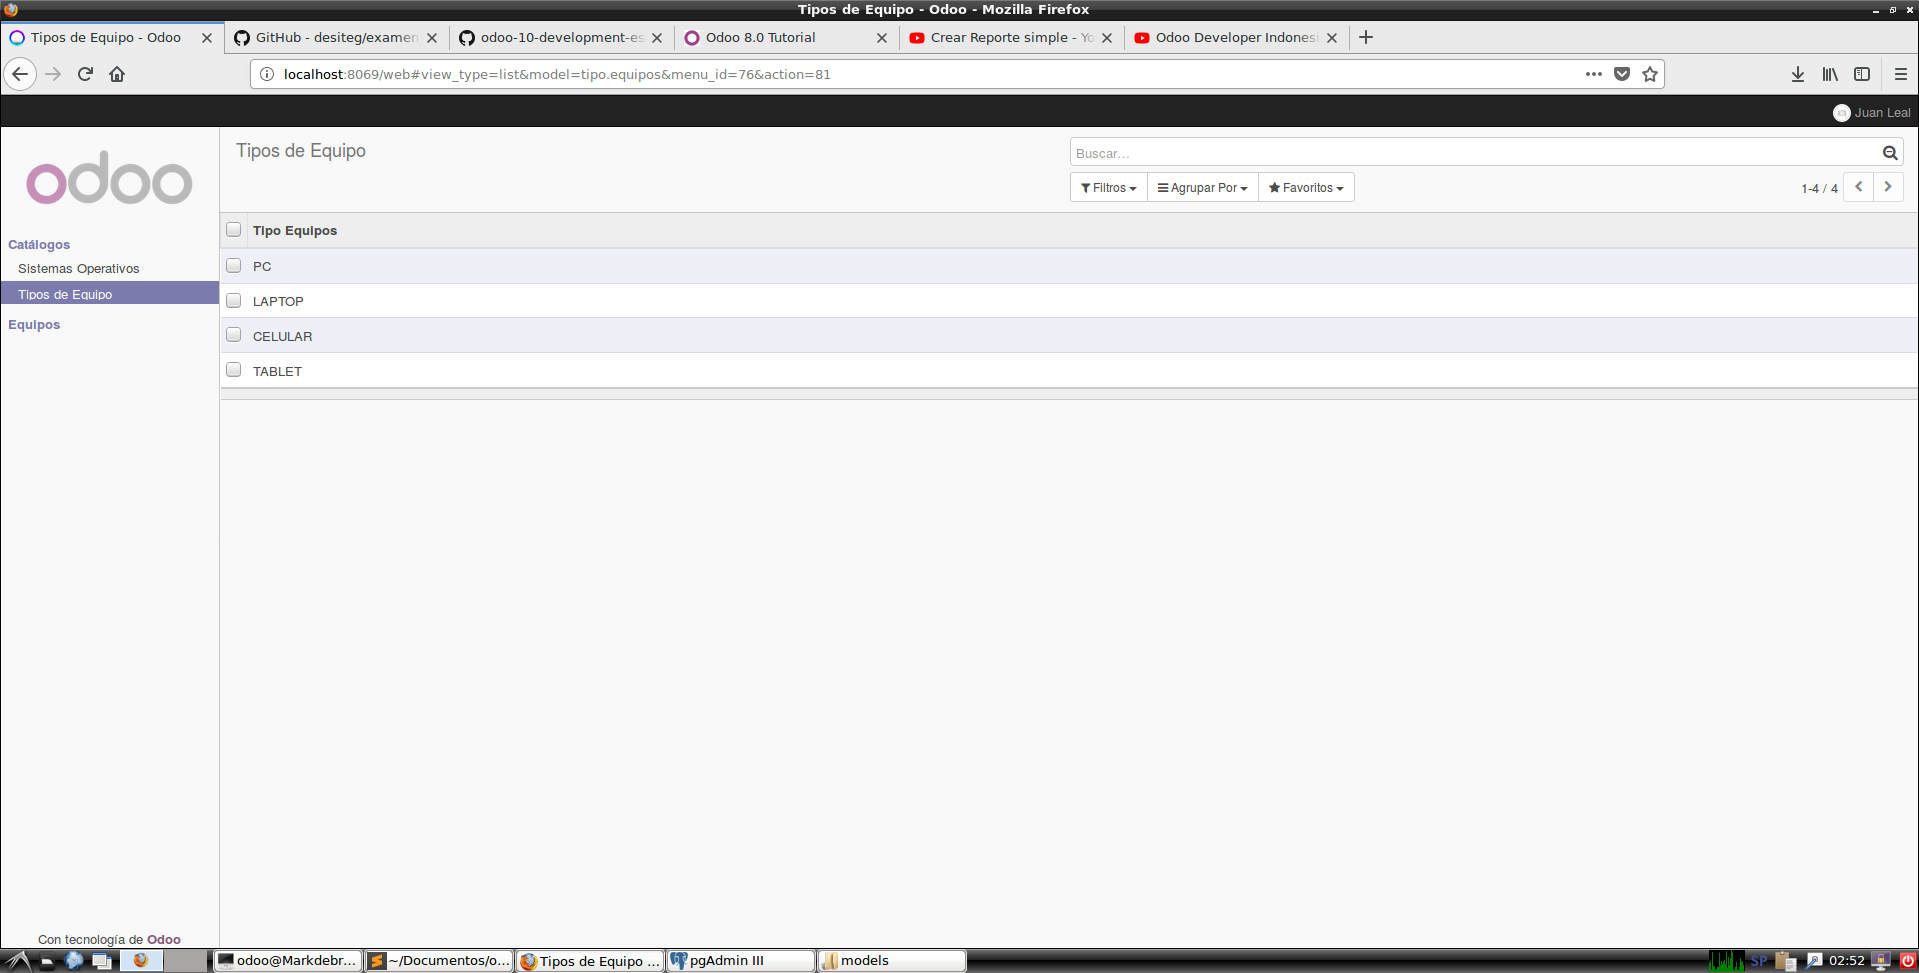 Tipos de Equipo - Odoo - Mozilla Firefox
Tipos de Equipo - Odoo
GitHub - desiteg/examen
odoo-10-development-es
Odoo 8.0 Tutorial
Crear Reporte simple - Yo
Odoo Developer Indones
localhost:8069/web#view_type=list&model=tipo.equipos&menu_id=76&action=81
Juan Leal
odoo
Tipos de Equipo
Buscar...
Filtros
Agrupar Por
Favoritos
1-4 / 4
Catálogos
Sistemas Operativos
Tipos de Equipo
Equipos
Tipo Equipos
PC
LAPTOP
CELULAR
TABLET
Con tecnología de Odoo
odoo@Markdebr...
~/Documentos/o...
Tipos de Equipo ...
pgAdmin III
models
SP
02:52